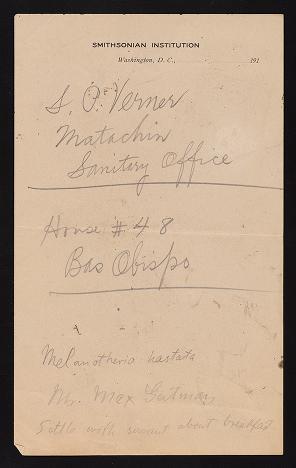 SMITHSONIAN INSTITUTION
Washington, D. C., 191
S. P. Verner
Matachin
Sanitary Office
House # 48
Bas Obispo
Melanotheria hastata
Mr. Max Gutman
Settle with servant about breakfast